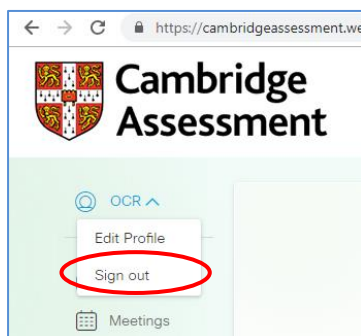 https://cambridgeassessment.we
Cambridge
Assessment
OCR
Edit Profile
Sign out
Meetings